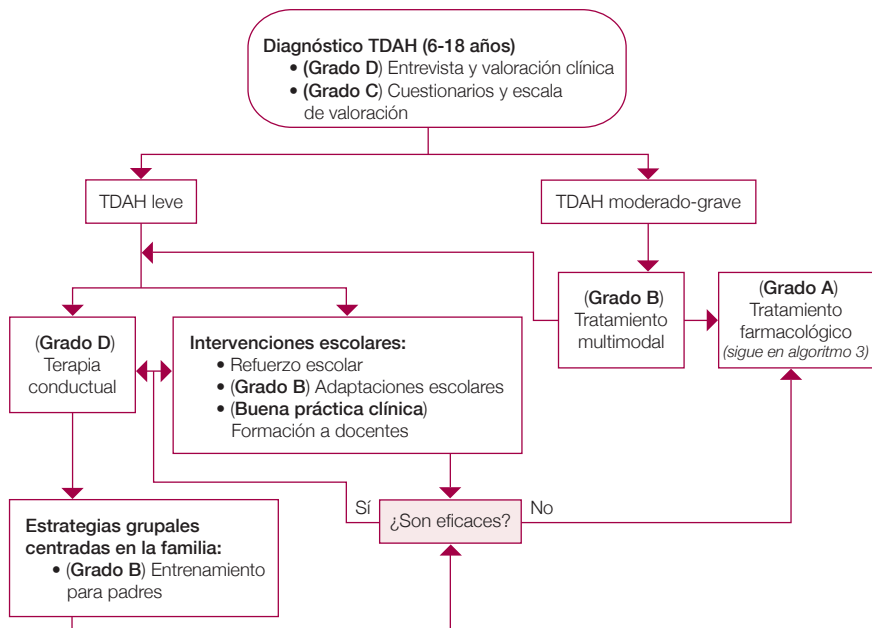 Diagnóstico TDAH (6-18 años)
• (Grado D) Entrevista y valoración clínica
• (Grado C) Cuestionarios y escala
de valoración
TDAH leve
TDAH moderado-grave
(Grado B)
Tratamiento
multimodal
(Grado A)
Tratamiento
farmacológico
(sigue en algoritmo 3)
(Grado D)
Terapia
conductual
Intervenciones escolares:
• Refuerzo escolar
• (Grado B) Adaptaciones escolares
• (Buena práctica clínica)
Formación a docentes
Sí
¿Son eficaces?
No
Estrategias grupales
centradas en la familia:
• (Grado B) Entrenamiento
para padres